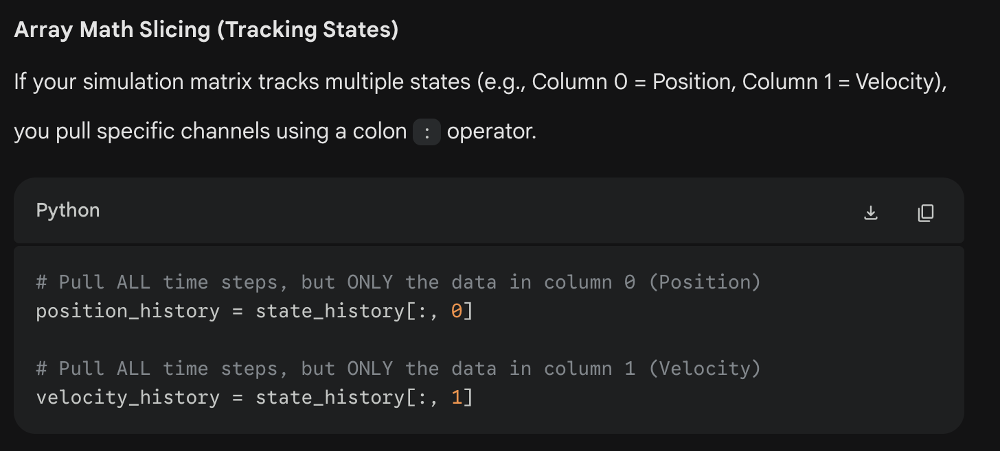 Array Math Slicing (Tracking States)
If your simulation matrix tracks multiple states (e.g., Column 0 = Position, Column 1 = Velocity),
you pull specific channels using a colon : operator.
Python
# Pull ALL time steps, but ONLY the data in column 0 (Position)
position_history = state_history[:, 0]
# Pull ALL time steps, but ONLY the data in column 1 (Velocity)
velocity_history = state_history[:, 1]